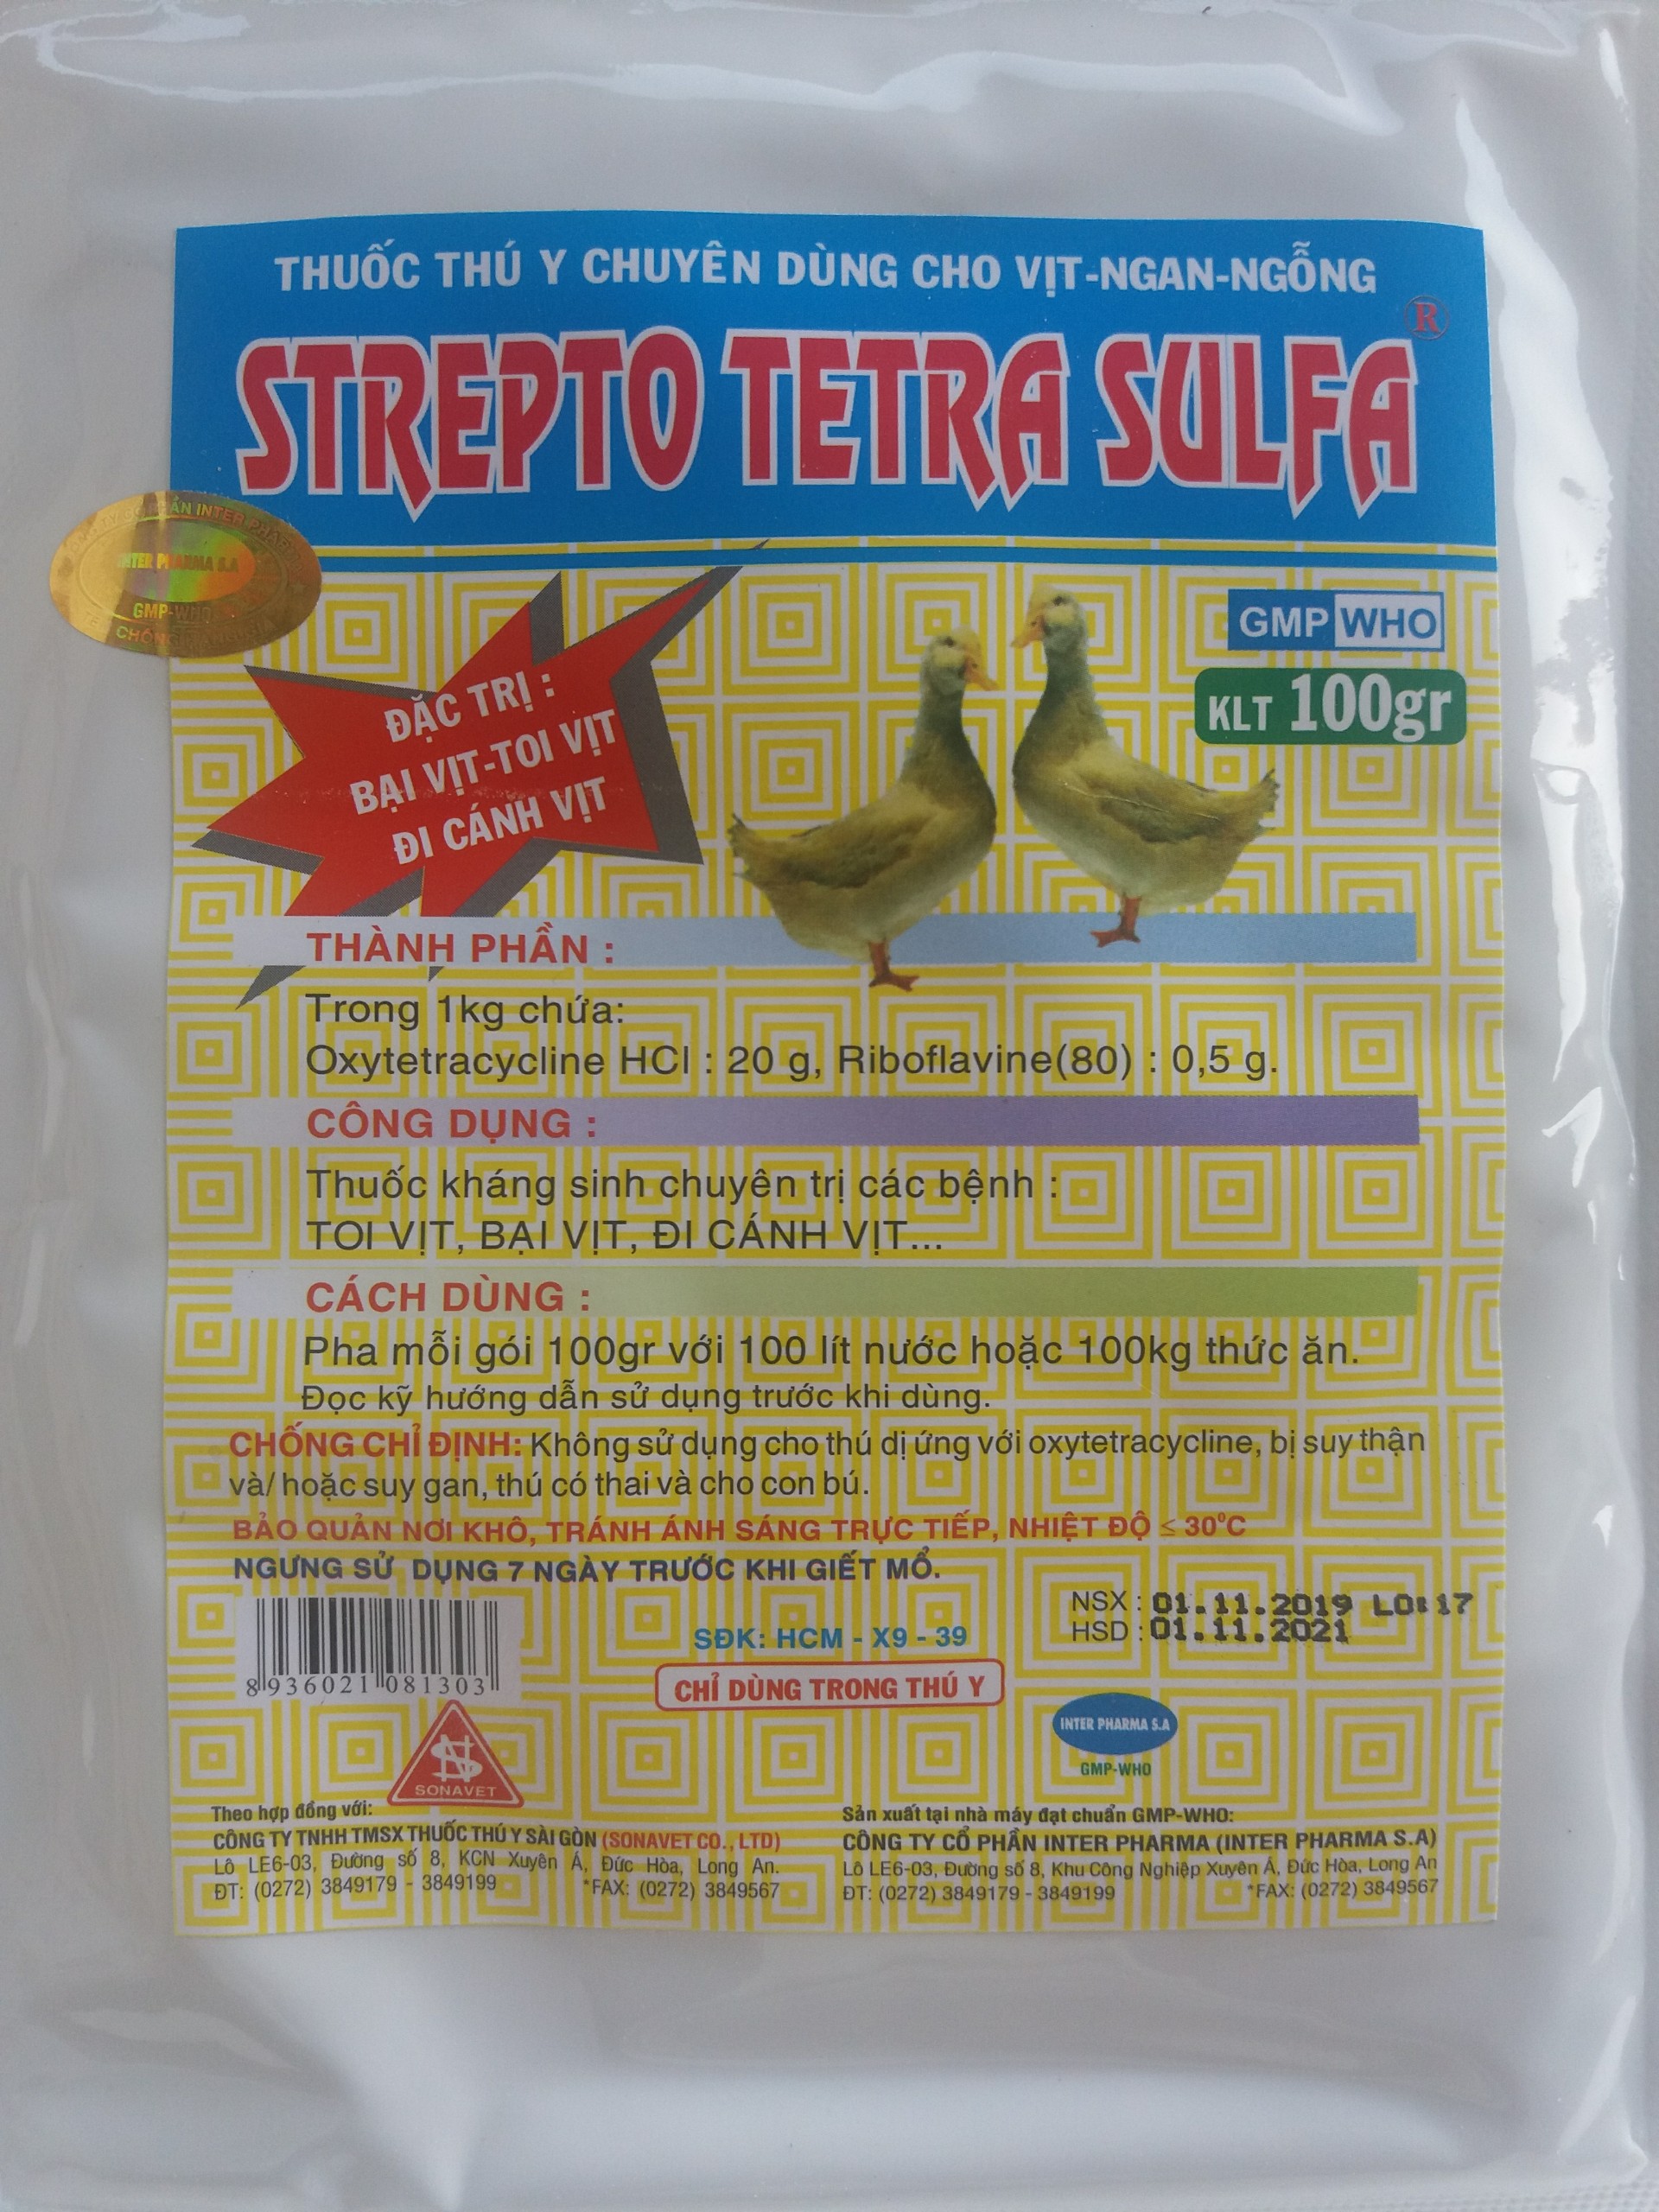 THUỐC THÚ Y CHUYÊN DÙNG CHO VỊT-NGAN-NGỖNG
STREPTO TETRA SULFA ®
INTER PHARMA S.A
GMP-WHO
GMP WHO
KLT 100gr
ĐẶC TRỊ :
BẠI VỊT-TOI VỊT
ĐI CÁNH VỊT
THÀNH PHẦN :
Trong 1kg chứa:
Oxytetracycline HCl : 20 g, Riboflavine(80) : 0,5 g.
CÔNG DỤNG :
Thuốc kháng sinh chuyên trị các bệnh :
TOI VỊT, BẠI VỊT, ĐI CÁNH VỊT...
CÁCH DÙNG :
Pha mỗi gói 100gr với 100 lít nước hoặc 100kg thức ăn.
Đọc kỹ hướng dẫn sử dụng trước khi dùng.
CHỐNG CHỈ ĐỊNH: Không sử dụng cho thú dị ứng với oxytetracycline, bị suy thận
và/ hoặc suy gan, thú có thai và cho con bú.
BẢO QUẢN NƠI KHÔ, TRÁNH ÁNH SÁNG TRỰC TIẾP, NHIỆT ĐỘ ≤ 30⁰C
NGƯNG SỬ DỤNG 7 NGÀY TRƯỚC KHI GIẾT MỔ.
NSX : 01.11.2019 LO:17
HSD : 01.11.2021
SĐK: HCM - X9 - 39
CHỈ DÙNG TRONG THÚ Y
8 936021 081303
SONAVET
INTER PHARMA S.A
GMP-WHO
Theo hợp đồng với:
CÔNG TY TNHH TMSX THUỐC THÚ Y SÀI GÒN (SONAVET CO., LTD)
Lô LE6-03, Đường số 8, KCN Xuyên Á, Đức Hòa, Long An.
ĐT: (0272) 3849179 - 3849199 *FAX: (0272) 3849567
Sản xuất tại nhà máy đạt chuẩn GMP-WHO:
CÔNG TY CỔ PHẦN INTER PHARMA (INTER PHARMA S.A)
Lô LE6-03, Đường số 8, Khu Công Nghiệp Xuyên Á, Đức Hòa, Long An
ĐT: (0272) 3849179 - 3849199 *FAX: (0272) 3849567